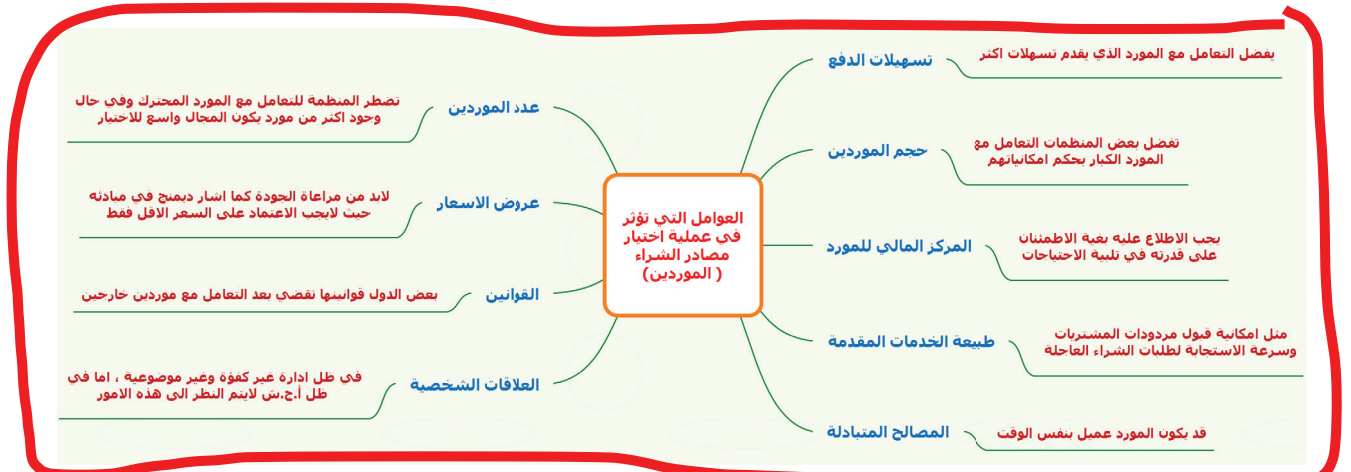 العوامل التي تؤثر
في عملية اختيار
مصادر الشراء
( الموردين)
تسهيلات الدفع
يفضل التعامل مع المورد الذي يقدم تسهلات اكثر
حجم الموردين
تفضل بعض المنظمات التعامل مع
المورد الكبار بحكم امكانياتهم
المركز المالي للمورد
يجب الاطلاع عليه بغية الاطمئنان
على قدرته في تلبية الاحتياجات
طبيعة الخدمات المقدمة
مثل امكانية قبول مردودات المشتريات
وسرعة الاستجابة لطلبات الشراء العاجلة
المصالح المتبادلة
قد يكون المورد عميل بنفس الوقت
عدد الموردين
تضطر المنظمة للتعامل مع المورد المحترك وفي حال
وجود اكثر من مورد يكون المجال واسع للاختيار
عروض الاسعار
لابد من مراعاة الجودة كما اشار ديمنج في مبادئه
حيث لايجب الاعتماد على السعر الاقل فقط
القوانين
بعض الدول قوانينها تقضي بعد التعامل مع موردين خارجين
العلاقات الشخصية
في ظل ادارة غير كفؤة وغير موضوعية ، اما في
ظل أ.ج.ش لايتم النظر الى هذه الامور